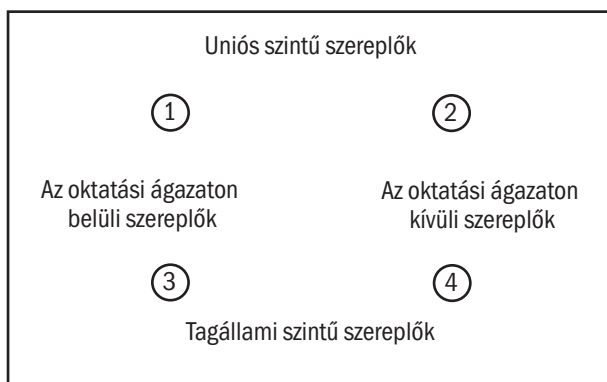 Uniós szintű szereplők
1
2
Az oktatási ágazaton
belüli szereplők
Az oktatási ágazaton
kívüli szereplők
3
4
Tagállami szintű szereplők